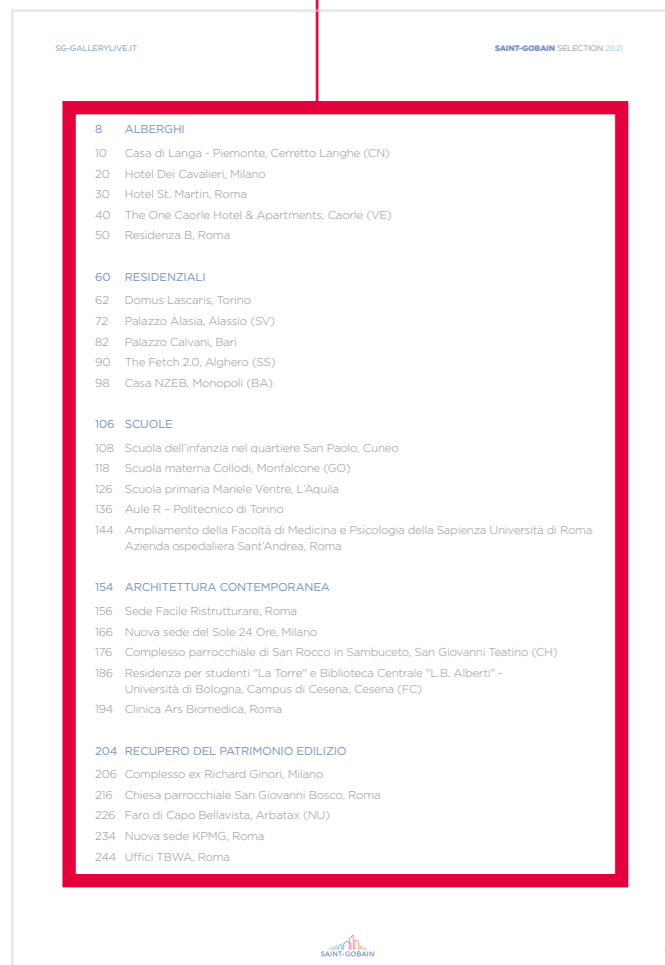 SG-GALLERYLIVE.IT
SAINT-GOBAIN SELECTION 2021
8 ALBERGHI
10 Casa di Langa - Piemonte, Cerretto Langhe (CN)
20 Hotel Dei Cavalieri, Milano
30 Hotel St. Martin, Roma
40 The One Caorle Hotel & Apartments, Caorle (VE)
50 Residenza B, Roma
60 RESIDENZIALI
62 Domus Lascaris, Torino
72 Palazzo Alasia, Alassio (SV)
82 Palazzo Calvani, Bari
90 The Fetch 2.0, Alghero (SS)
98 Casa NZEB, Monopoli (BA)
106 SCUOLE
108 Scuola dell'infanzia nel quartiere San Paolo, Cuneo
118 Scuola materna Collodi, Monfalcone (GO)
126 Scuola primaria Mariele Ventre, L'Aquila
136 Aule R – Politecnico di Torino
144 Ampliamento della Facoltà di Medicina e Psicologia della Sapienza Università di Roma
Azienda ospedaliera Sant'Andrea, Roma
154 ARCHITETTURA CONTEMPORANEA
156 Sede Facile Ristrutturare, Roma
166 Nuova sede del Sole 24 Ore, Milano
176 Complesso parrocchiale di San Rocco in Sambuceto, San Giovanni Teatino (CH)
186 Residenza per studenti "La Torre" e Biblioteca Centrale "L.B. Alberti" -
Università di Bologna, Campus di Cesena, Cesena (FC)
194 Clinica Ars Biomedica, Roma
204 RECUPERO DEL PATRIMONIO EDILIZIO
206 Complesso ex Richard Ginori, Milano
216 Chiesa parrocchiale San Giovanni Bosco, Roma
226 Faro di Capo Bellavista, Arbatax (NU)
234 Nuova sede KPMG, Roma
244 Uffici TBWA, Roma
SAINT-GOBAIN